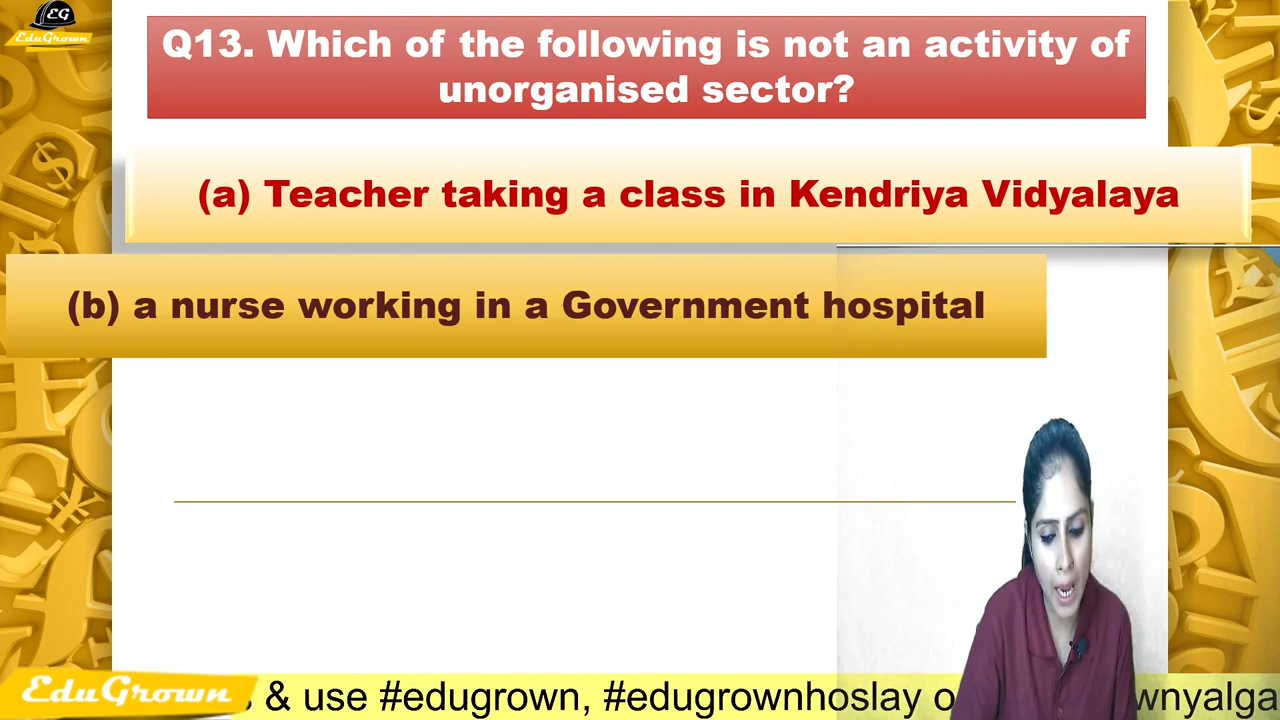 EG
EduGrown
Q13. Which of the following is not an activity of
unorganised sector?
(a) Teacher taking a class in Kendriya Vidyalaya
(b) a nurse working in a Government hospital
EduGrown
& use #edugrown, #edugrownhoslay